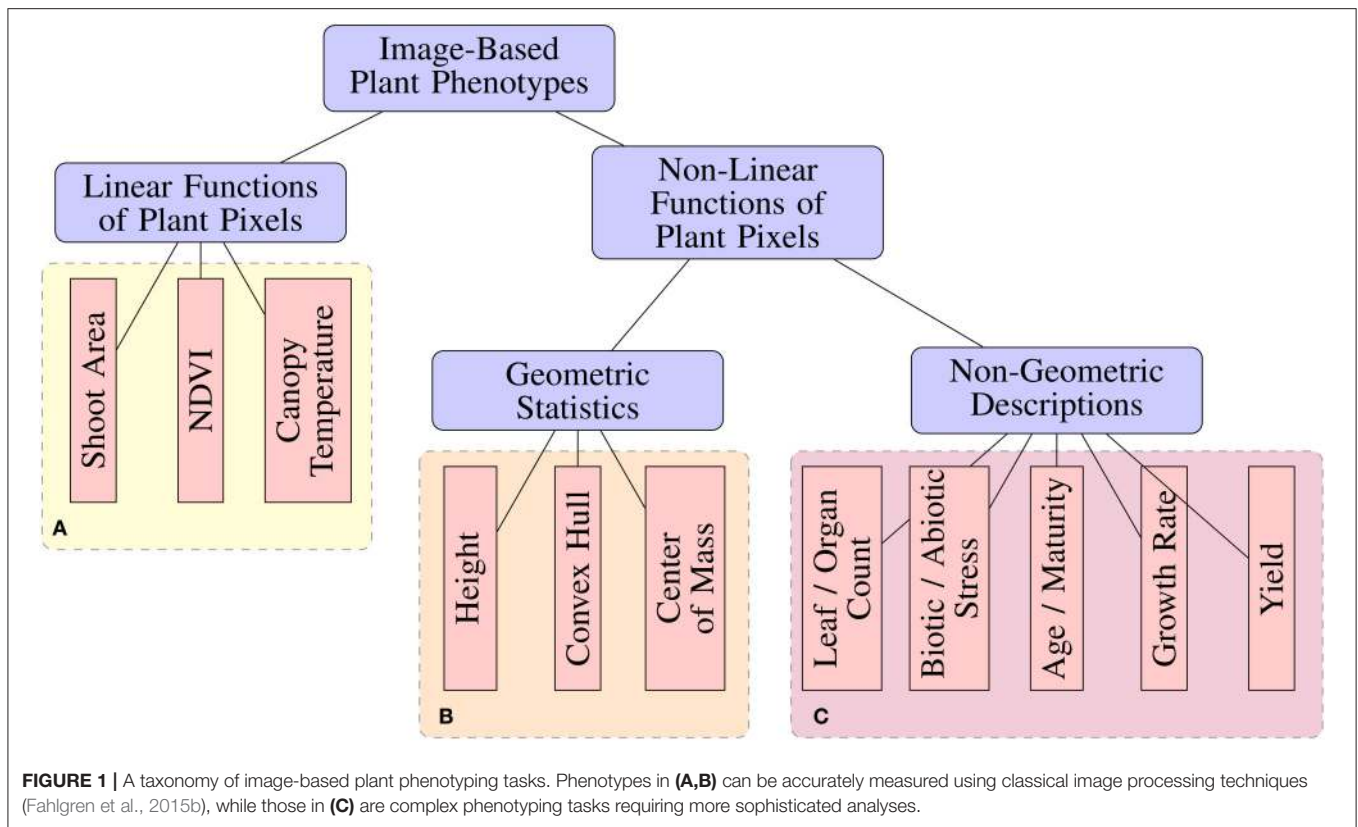 Image-Based
Plant Phenotypes
Linear Functions
of Plant Pixels
Non-Linear
Functions of
Plant Pixels
Shoot Area
NDVI
Canopy
Temperature
A
Geometric
Statistics
Non-Geometric
Descriptions
Height
Convex Hull
Center
of Mass
B
Leaf / Organ
Count
Biotic / Abiotic
Stress
Age / Maturity
Growth Rate
Yield
C
FIGURE 1 | A taxonomy of image-based plant phenotyping tasks. Phenotypes in (A,B) can be accurately measured using classical image processing techniques
(Fahlgren et al., 2015b), while those in (C) are complex phenotyping tasks requiring more sophisticated analyses.